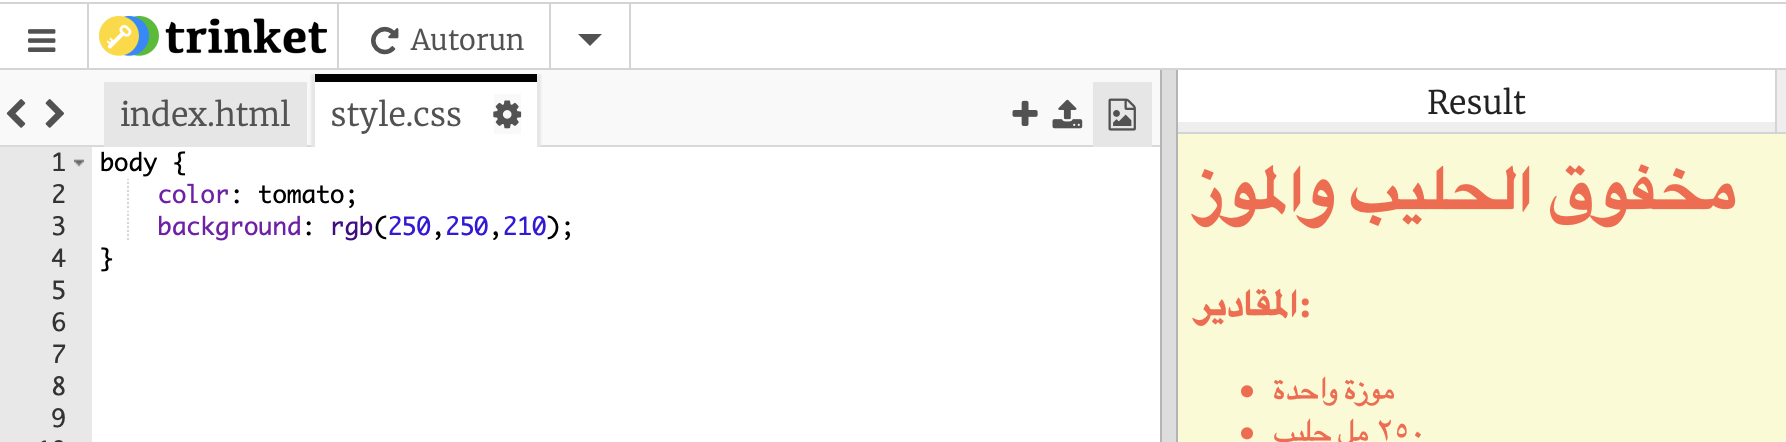 trinket Autorun
index.html style.css
1 body {
2 color: tomato;
3 background: rgb(250,250,210);
4 }
5
6
7
8
9
Result
مخفوق الحليب والموز
المقادير:
• موزة واحدة
• ٢٥٠ مل حليب